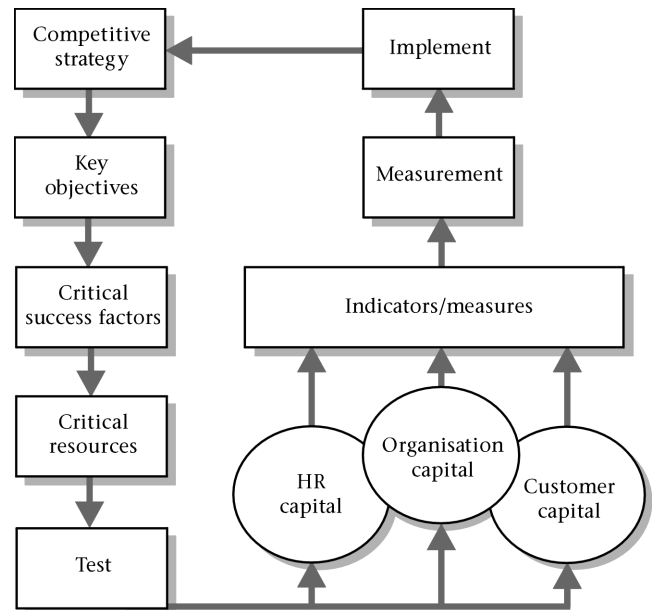 Competitive
strategy
Implement
Key
objectives
Measurement
Critical
success factors
Indicators/measures
Critical
resources
HR
capital
Organisation
capital
Customer
capital
Test